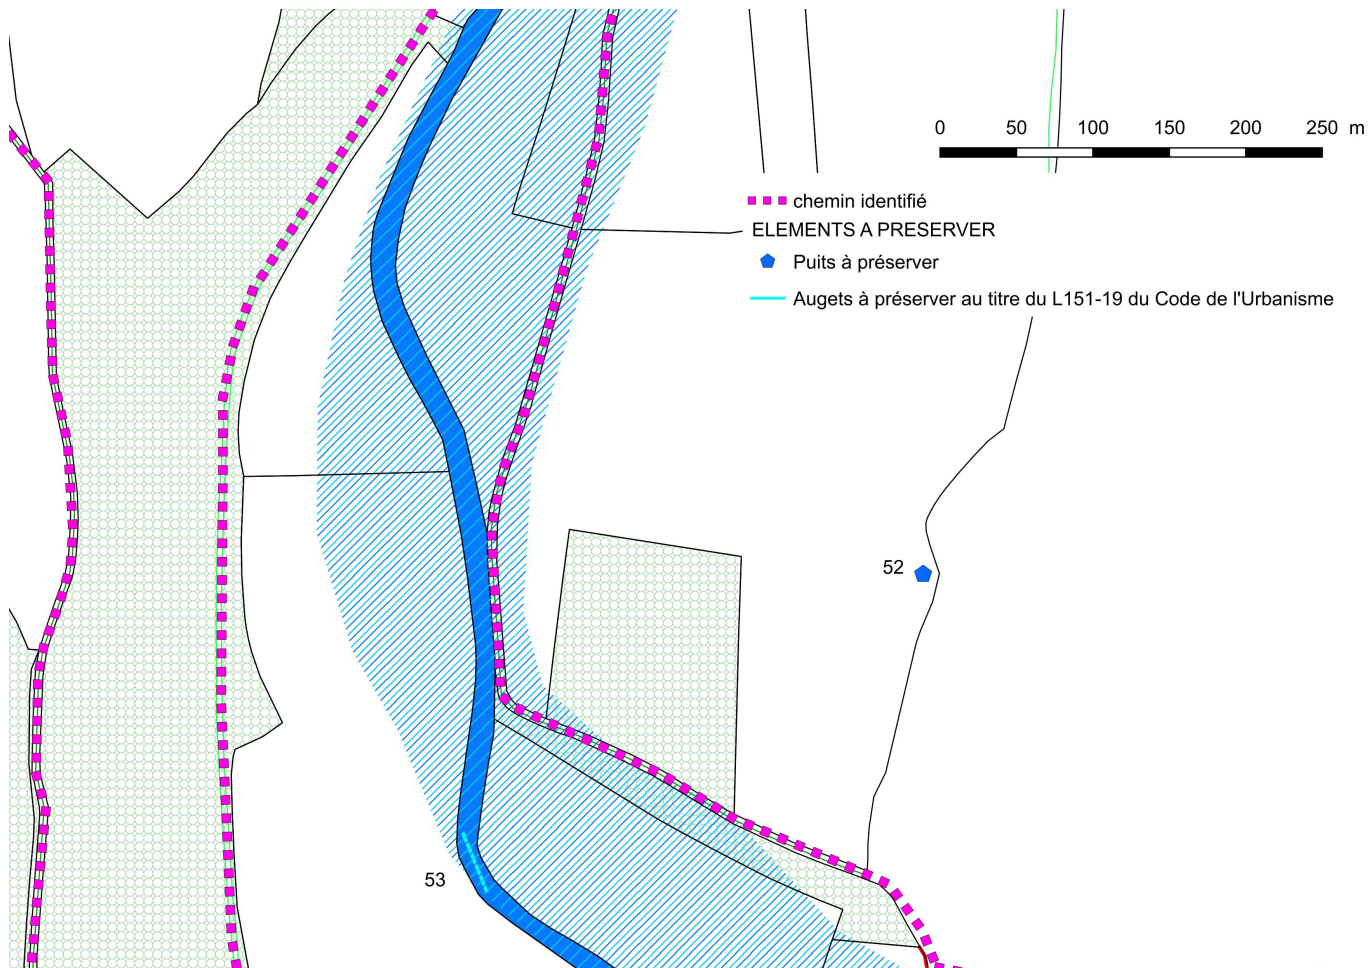 0 50 100 150 200 250 m
chemin identifié
ELEMENTS A PRESERVER
Puits à préserver
Augets à préserver au titre du L151-19 du Code de l'Urbanisme
52
53